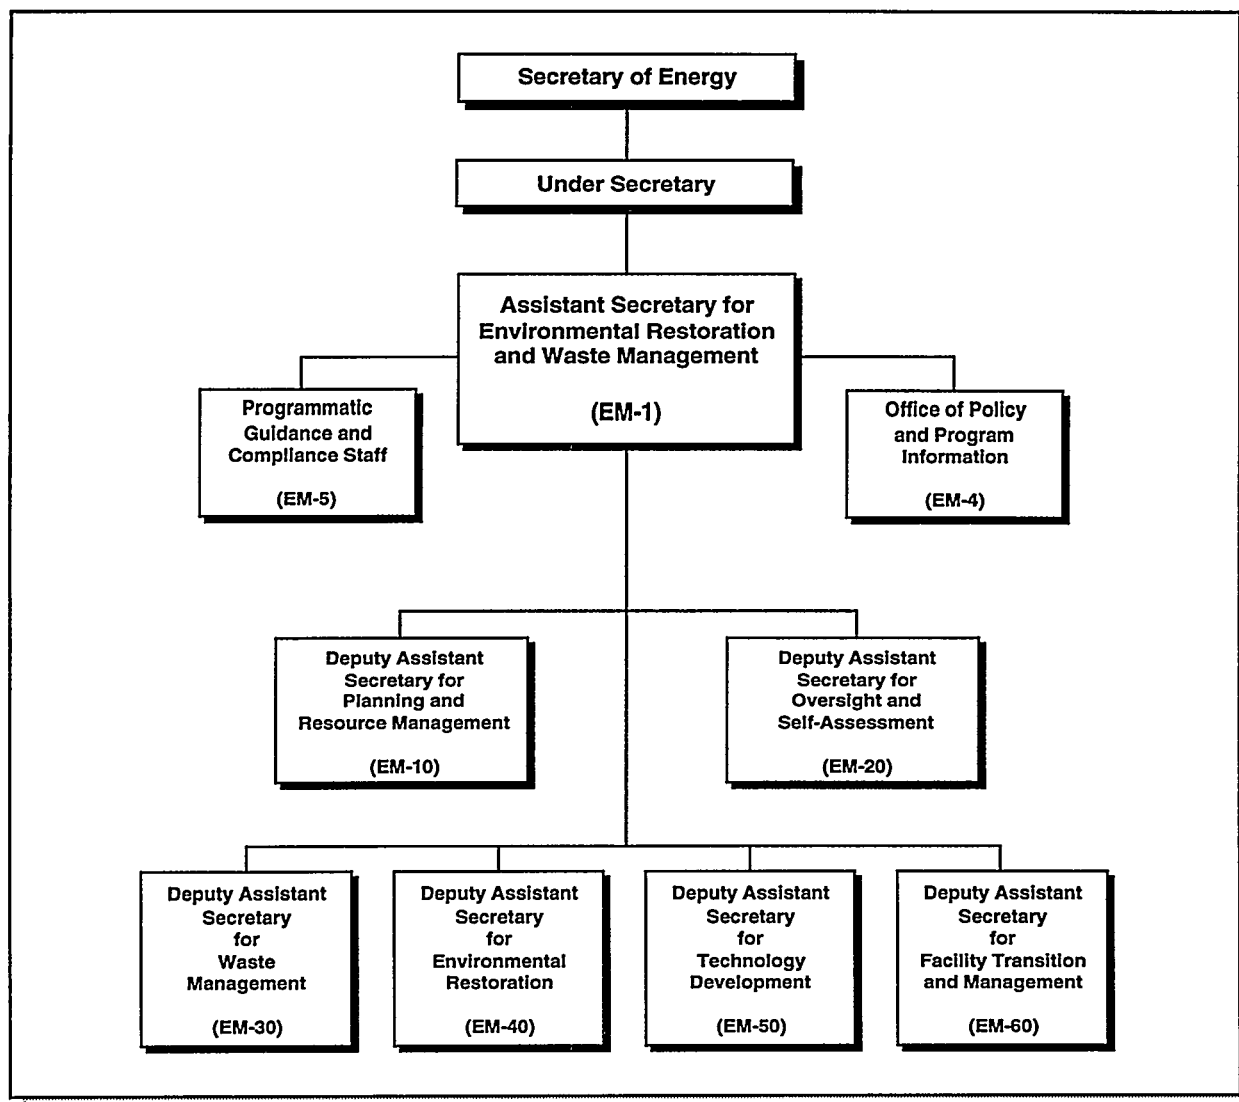 Secretary of Energy
Under Secretary
Assistant Secretary for
Environmental Restoration
and Waste Management
(EM-1)
Programmatic
Guidance and
Compliance Staff
(EM-5)
Office of Policy
and Program
Information
(EM-4)
Deputy Assistant
Secretary for
Planning and
Resource Management
(EM-10)
Deputy Assistant
Secretary for
Oversight and
Self-Assessment
(EM-20)
Deputy Assistant
Secretary
for
Waste
Management
(EM-30)
Deputy Assistant
Secretary
for
Environmental
Restoration
(EM-40)
Deputy Assistant
Secretary
for
Technology
Development
(EM-50)
Deputy Assistant
Secretary
for
Facility Transition
and Management
(EM-60)